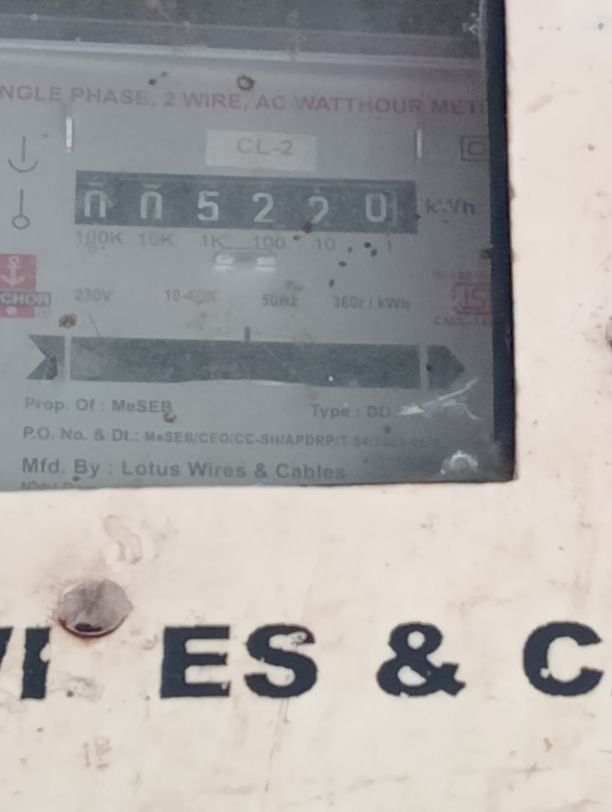 NGLE PHASE, 2 WIRE, AC WATTHOUR MET
CL-2
0 0 5 2 2 0 kWh
100K 10K 1K 100 10 1
CHOR
230V 50Hz 360r / kWh
Prop. Of : MeSEB Type : DD
P.O. No. & Dt.: MeSEB/CEO/CC-SH/APDRP/T
Mfd. By : Lotus Wires & Cables
ES & C